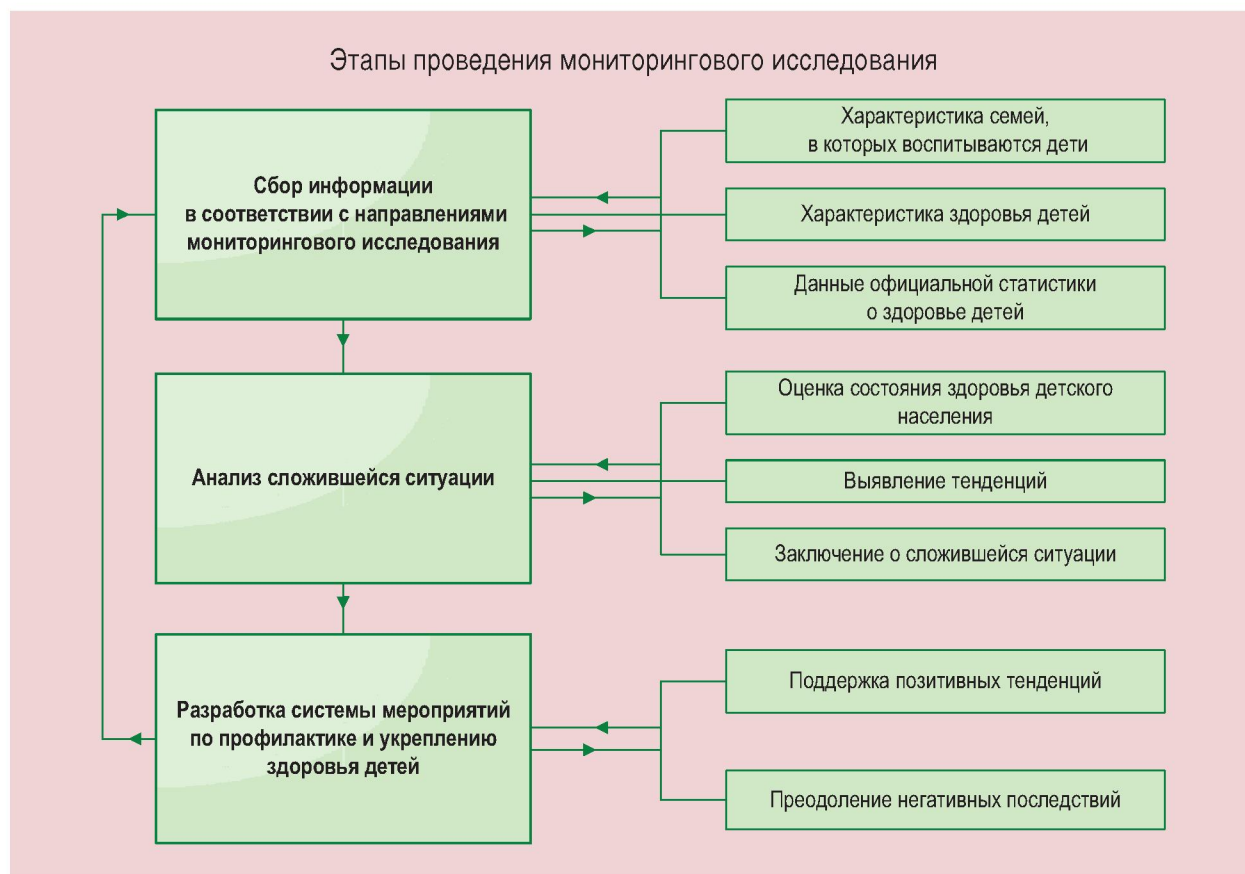 Этапы проведения мониторингового исследования
Сбор информации
в соответствии с направлениями
мониторингового исследования
Характеристика семей,
в которых воспитываются дети
Характеристика здоровья детей
Данные официальной статистики
о здоровье детей
Анализ сложившейся ситуации
Оценка состояния здоровья детского
населения
Выявление тенденций
Заключение о сложившейся ситуации
Разработка системы мероприятий
по профилактике и укреплению
здоровья детей
Поддержка позитивных тенденций
Преодоление негативных последствий